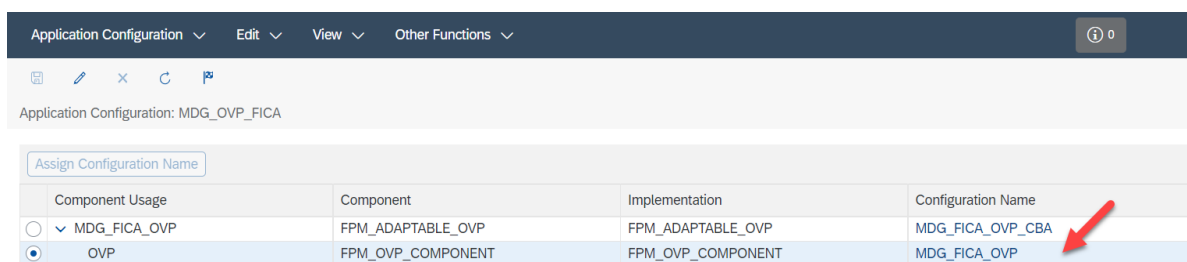 Application Configuration Edit View Other Functions 0
Application Configuration: MDG_OVP_FICA
Assign Configuration Name
Component Usage Component Implementation Configuration Name
MDG_FICA_OVP FPM_ADAPTABLE_OVP FPM_ADAPTABLE_OVP MDG_FICA_OVP_CBA
OVP FPM_OVP_COMPONENT FPM_OVP_COMPONENT MDG_FICA_OVP